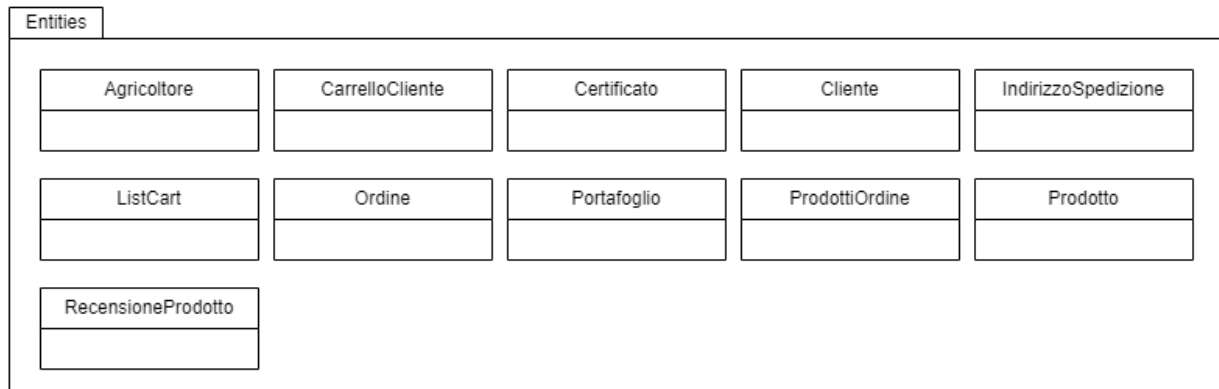 Entities
Agricoltore CarrelloCliente Certificato Cliente IndirizzoSpedizione
ListCart Ordine Portafoglio ProdottiOrdine Prodotto
RecensioneProdotto